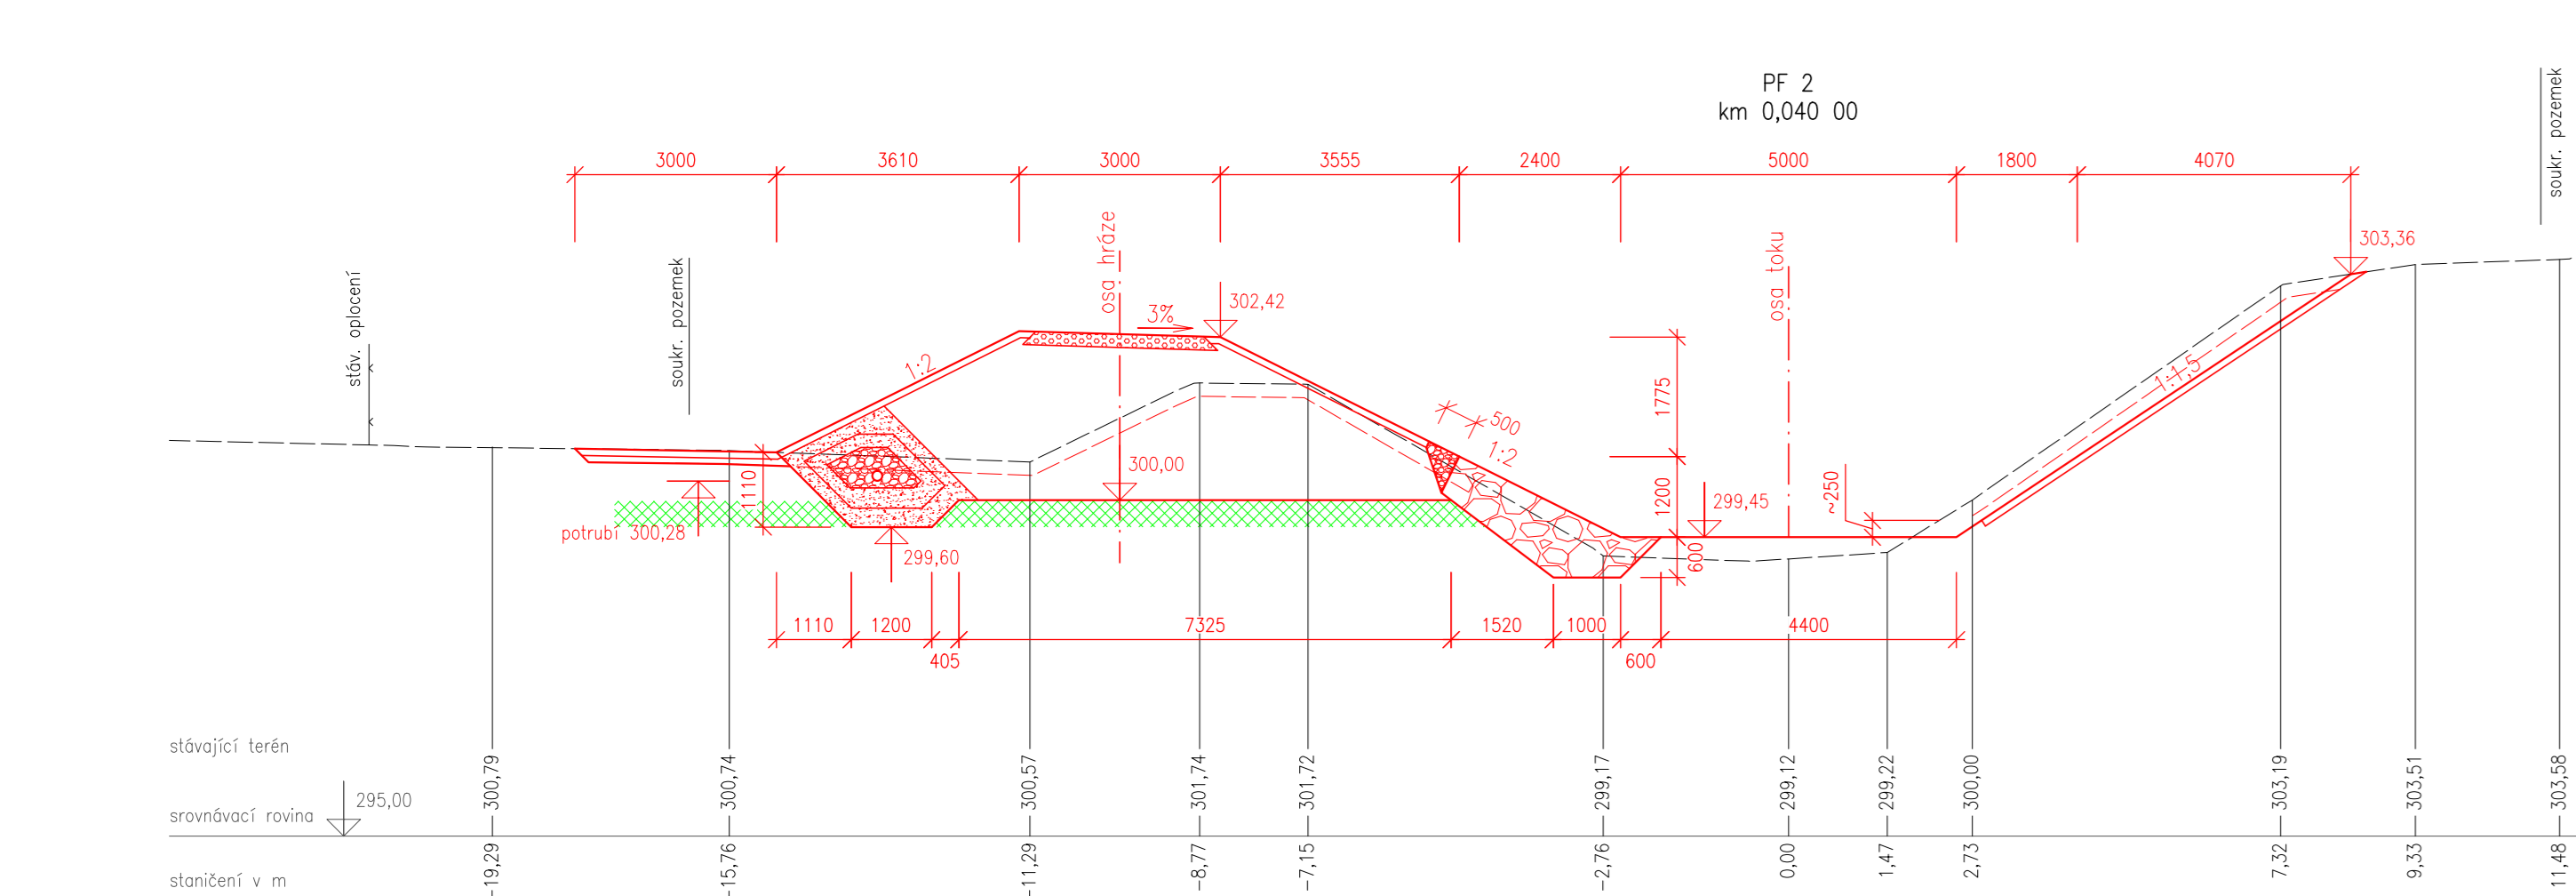 PF 2
km 0,040 00
soukr. pozemek
3000 3610 3000 3555 2400 5000 1800 4070
stáv. oplocení
soukr. pozemek
osa hráze
osa toku
303,36
302,42
3%
1:2
1:1,5
1775
500
1:2
300,00
1110
1200
299,45
~250
potrubí 300,28
299,60
600
1110 1200 7325 1520 1000 4400
405 600
stávající terén
300,79 300,74 300,57 301,74 301,72 299,17 299,12 299,22 300,00 303,19 303,51 303,58
295,00
srovnávací rovina
staničení v m
-19,29 -15,76 -11,29 -8,77 -7,15 -2,76 0,00 1,47 2,73 7,32 9,33 11,48